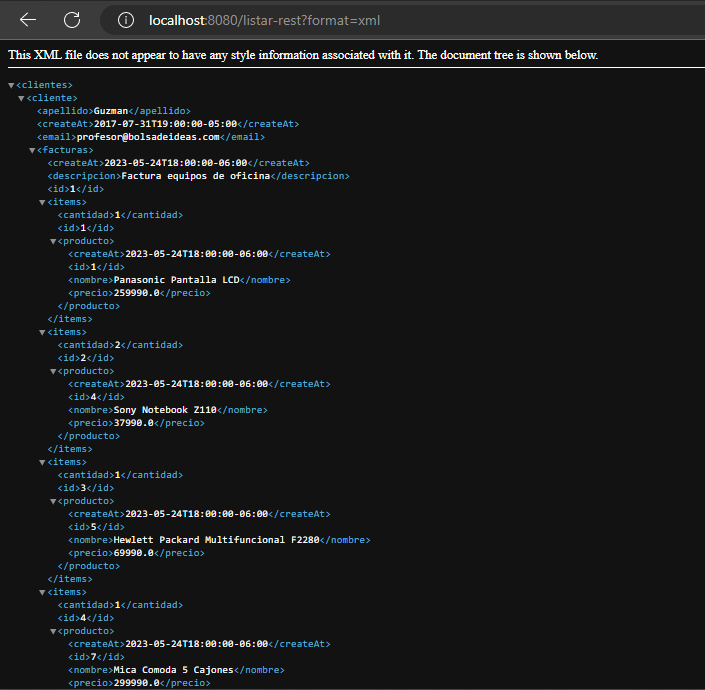 localhost:8080/listar-rest?format=xml
This XML file does not appear to have any style information associated with it. The document tree is shown below.
▼<clientes>
▼<cliente>
<apellido>Guzman</apellido>
<createAt>2017-07-31T19:00:00-05:00</createAt>
<email>profesor@bolsadeideas.com</email>
▼<facturas>
<createAt>2023-05-24T18:00:00-06:00</createAt>
<descripcion>Factura equipos de oficina</descripcion>
<id>1</id>
▼<items>
<cantidad>1</cantidad>
<id>1</id>
▼<producto>
<createAt>2023-05-24T18:00:00-06:00</createAt>
<id>1</id>
<nombre>Panasonic Pantalla LCD</nombre>
<precio>259990.0</precio>
</producto>
</items>
▼<items>
<cantidad>2</cantidad>
<id>2</id>
▼<producto>
<createAt>2023-05-24T18:00:00-06:00</createAt>
<id>4</id>
<nombre>Sony Notebook Z110</nombre>
<precio>37990.0</precio>
</producto>
</items>
▼<items>
<cantidad>1</cantidad>
<id>3</id>
▼<producto>
<createAt>2023-05-24T18:00:00-06:00</createAt>
<id>5</id>
<nombre>Hewlett Packard Multifuncional F2280</nombre>
<precio>69990.0</precio>
</producto>
</items>
▼<items>
<cantidad>1</cantidad>
<id>4</id>
▼<producto>
<createAt>2023-05-24T18:00:00-06:00</createAt>
<id>7</id>
<nombre>Mica Comoda 5 Cajones</nombre>
<precio>299990.0</precio>